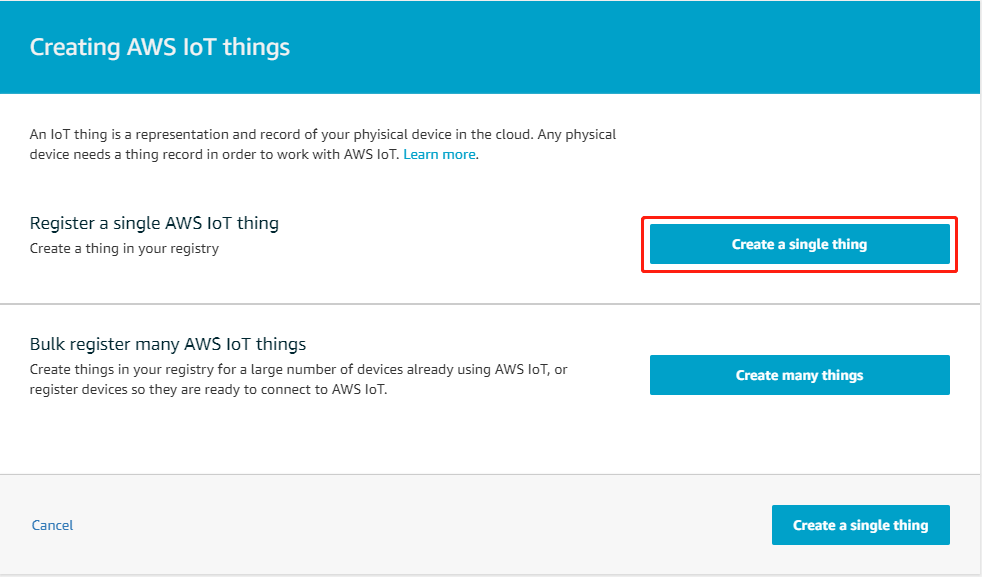 Creating AWS IoT things
An IoT thing is a representation and record of your phyisical device in the cloud. Any physical
device needs a thing record in order to work with AWS IoT. Learn more.
Register a single AWS IoT thing
Create a thing in your registry
Create a single thing
Bulk register many AWS IoT things
Create things in your registry for a large number of devices already using AWS IoT, or
register devices so they are ready to connect to AWS IoT.
Create many things
Cancel
Create a single thing